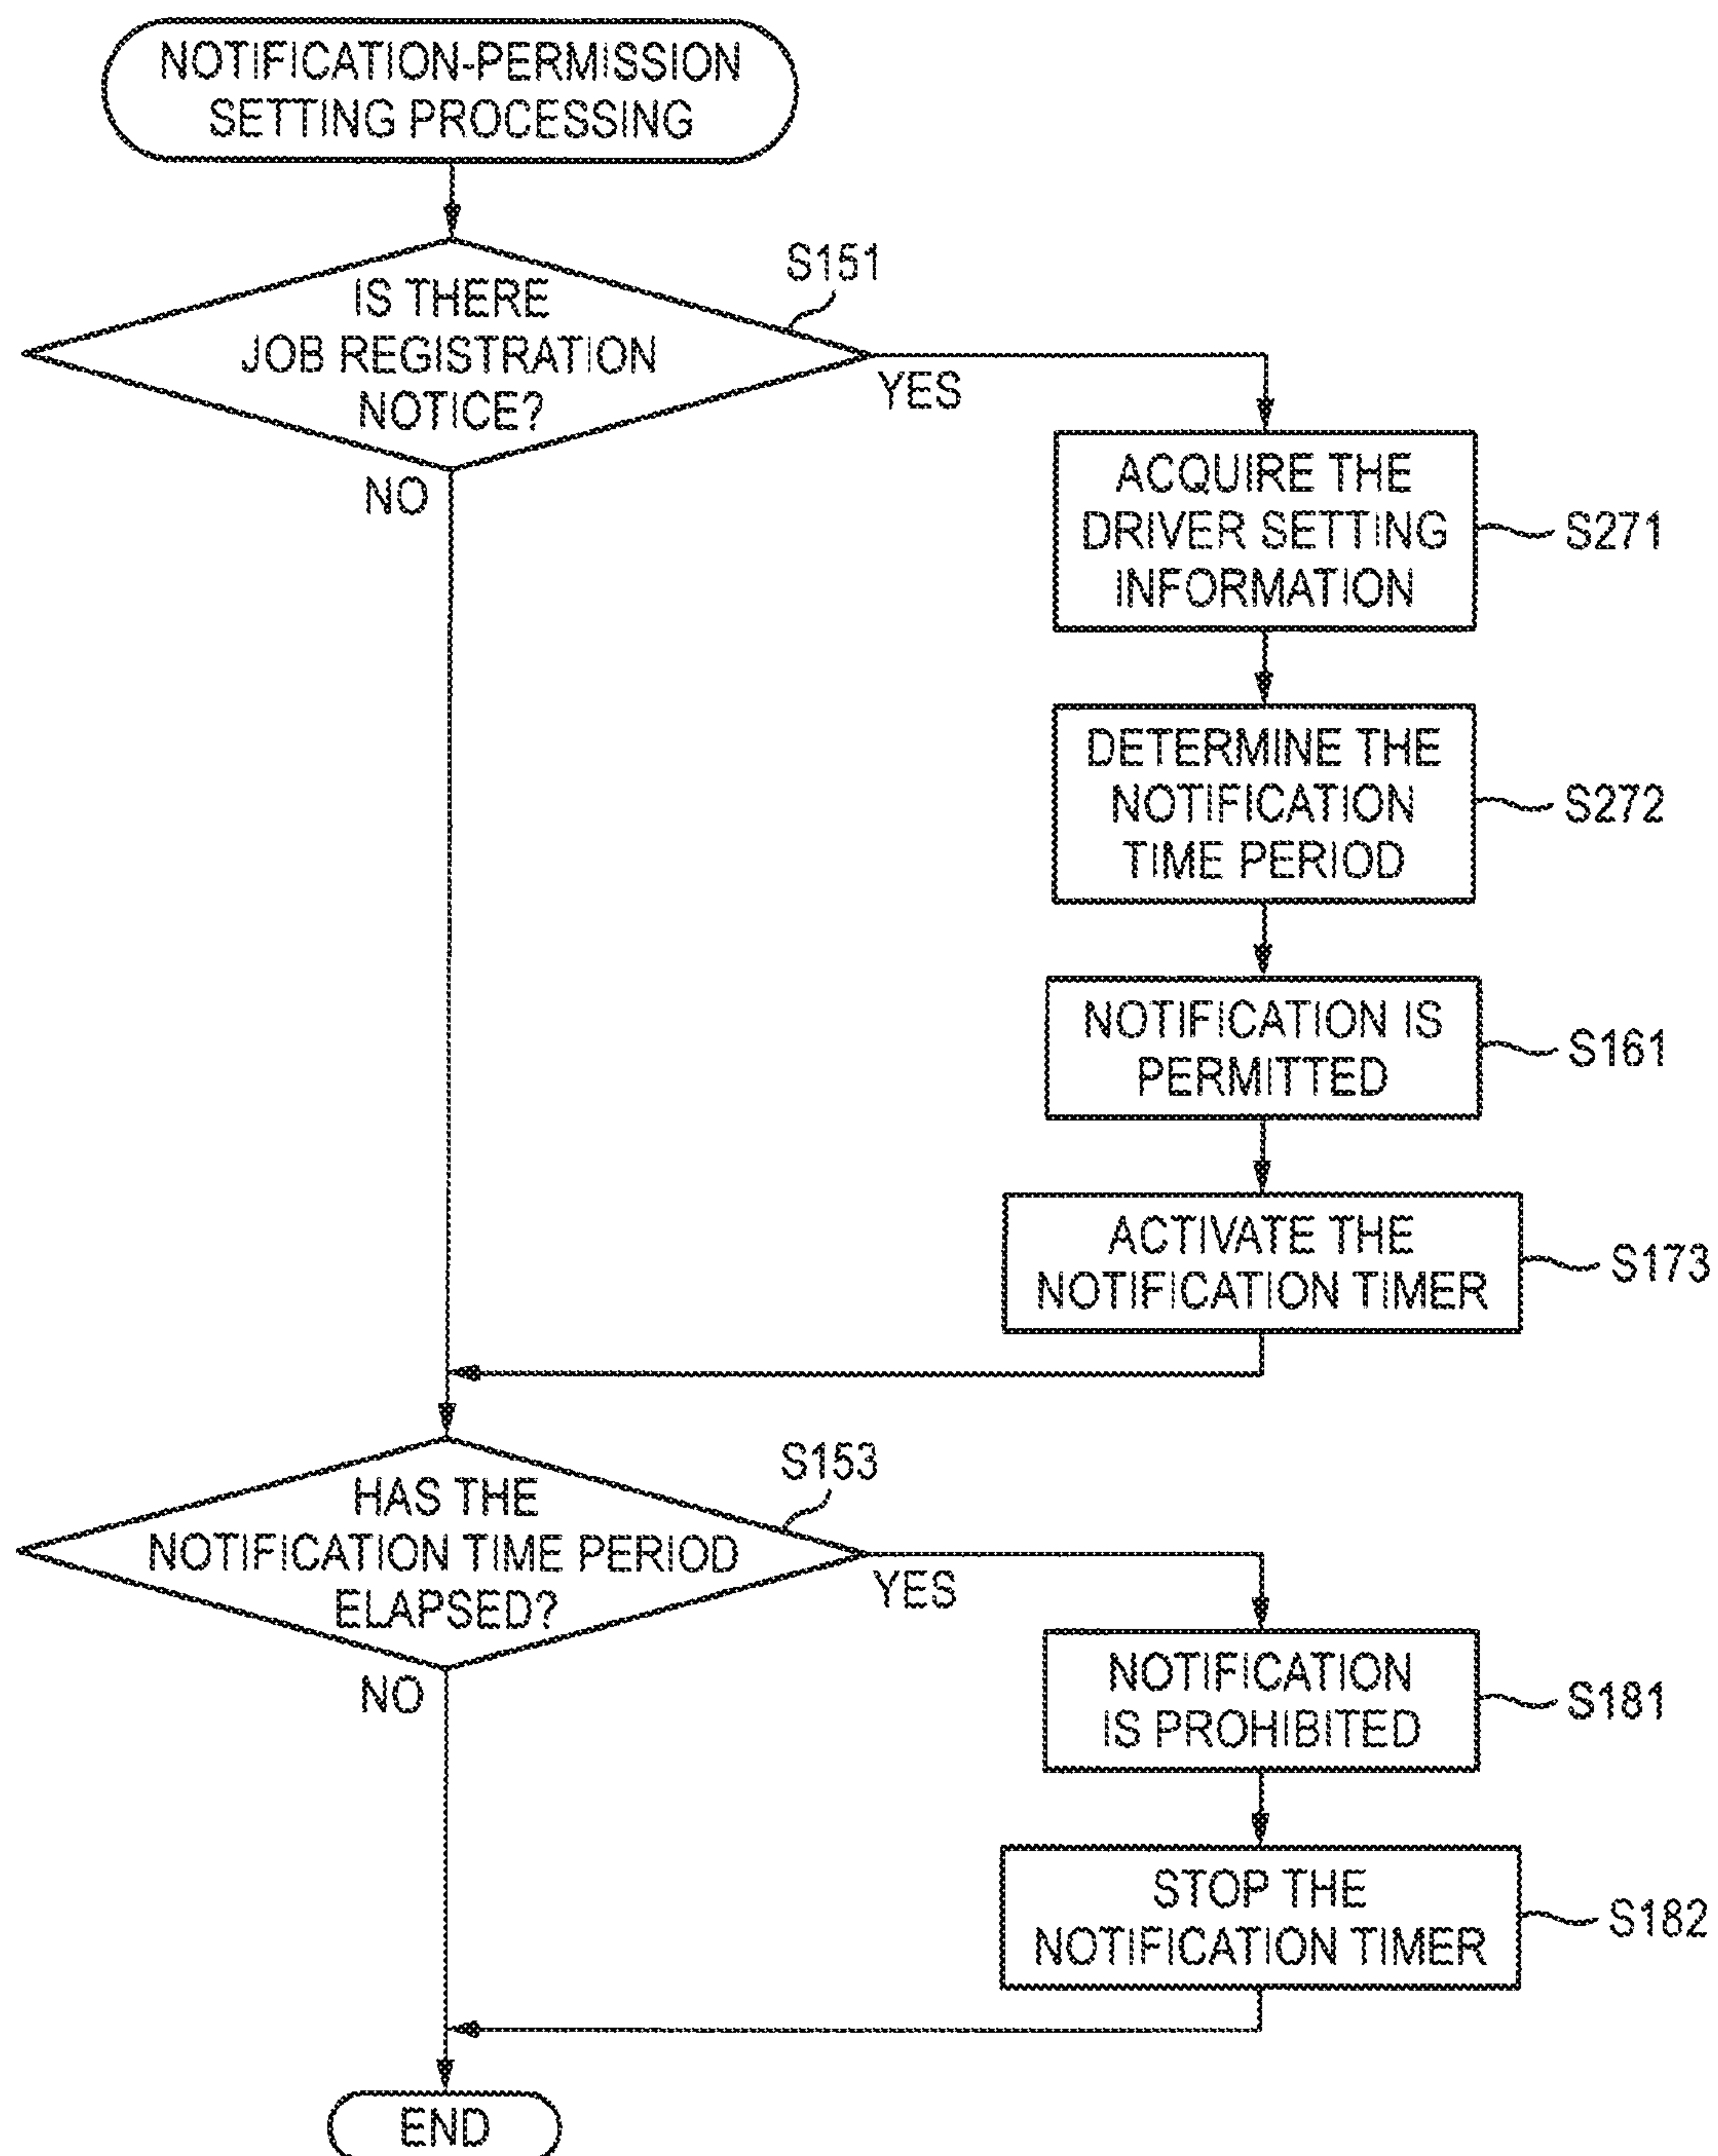 NOTIFICATION-PERMISSION
SETTING PROCESSING
S151
IS THERE
JOB REGISTRATION
NOTICE?
YES
NO
ACQUIRE THE
DRIVER SETTING
INFORMATION
S271
DETERMINE THE
NOTIFICATION
TIME PERIOD
S272
NOTIFICATION IS
PERMITTED
S161
ACTIVATE THE
NOTIFICATION TIMER
S173
S153
HAS THE
NOTIFICATION TIME PERIOD
ELAPSED?
YES
NO
NOTIFICATION
IS PROHIBITED
S181
STOP THE
NOTIFICATION TIMER
S182
END